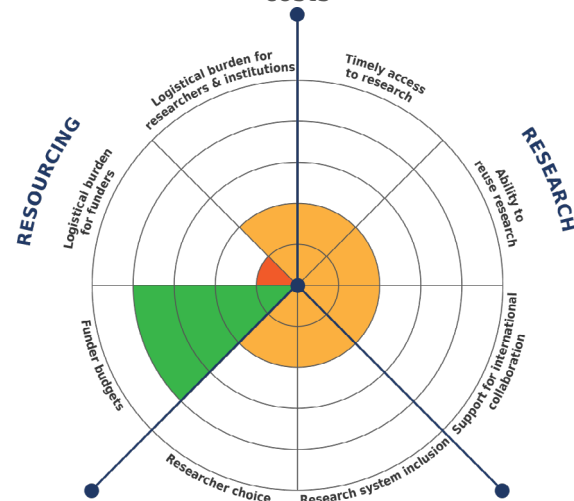 Logistical burden for
researchers & institutions
Timely access
to research
RESOURCING
RESEARCH
Logistical burden
for funders
Ability to
reuse research
Funder budgets
Support for international
collaboration
Researcher choice
Research system inclusion